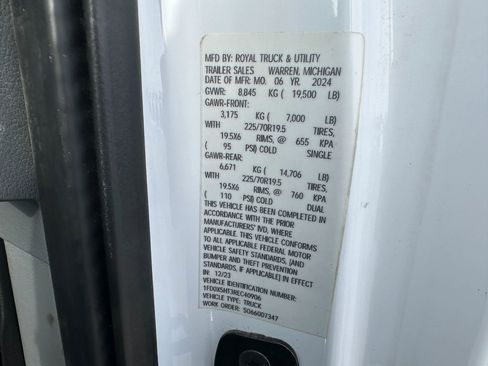 MFD BY: ROYAL TRUCK & UTILITY
TRAILER SALES WARREN, MICHIGAN
DATE OF MFR: MO. 06 YR. 2024
GVWR: 8,845 KG ( 19,500 LB)
GAWR-FRONT:
3,175 KG ( 7,000 LB)
WITH 225/70R19.5 TIRES,
19.5X6 RIMS, @ 655 KPA
( 95 PSI) COLD SINGLE
GAWR-REAR:
6,671 KG ( 14,706 LB)
WITH 225/70R19.5 TIRES,
19.5X6 RIMS, @ 760 KPA
( 110 PSI) COLD DUAL
THIS VEHICLE HAS BEEN COMPLETED IN
ACCORDANCE WITH THE PRIOR
MANUFACTURERS' IVD, WHERE
APPLICABLE. THIS VEHICLE CONFORMS
TO ALL APPLICABLE FEDERAL MOTOR
VEHICLE SAFETY STANDARDS, [AND
BUMPER AND THEFT PREVENTION
STANDARDS, IF APPLICABLE] IN EFFECT
IN: 12/23
VEHICLE IDENTIFICATION NUMBER:
1FD0X5HT3REC40906
VEHICLE TYPE: TRUCK
WORK ORDER: SO66007347